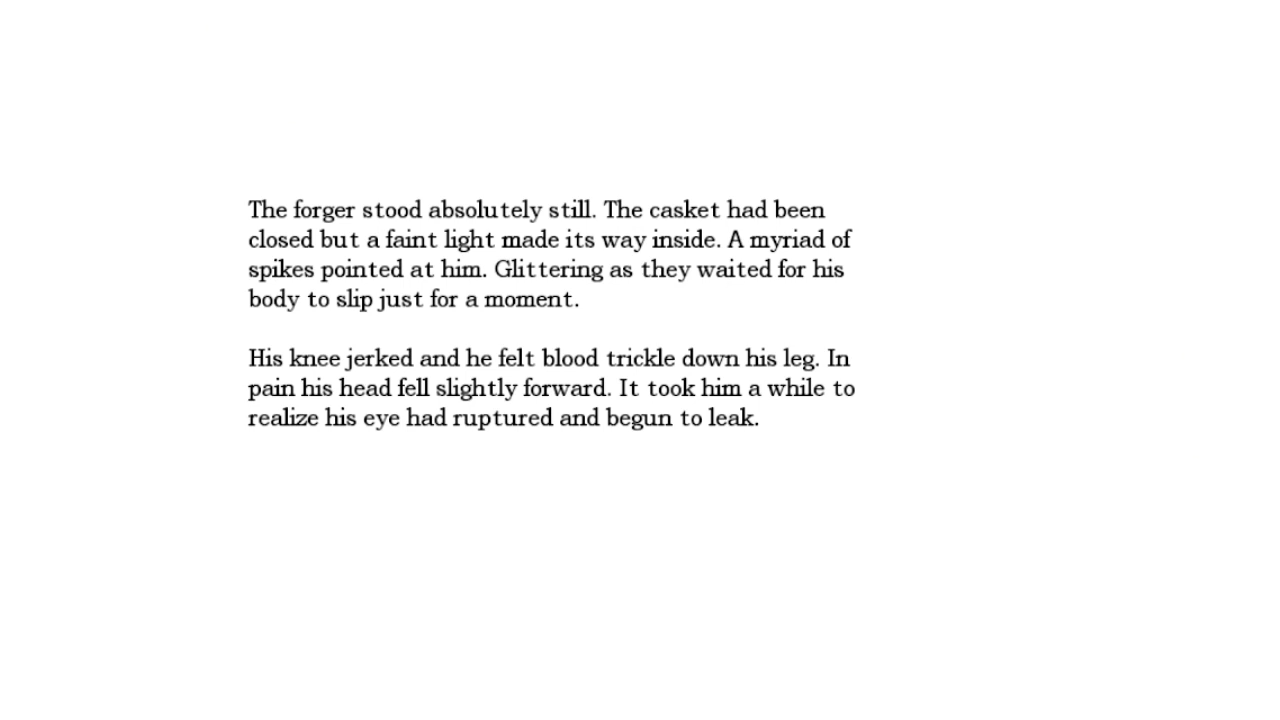 The forger stood absolutely still. The casket had been
closed but a faint light made its way inside. A myriad of
spikes pointed at him. Glittering as they waited for his
body to slip just for a moment.
His knee jerked and he felt blood trickle down his leg. In
pain his head fell slightly forward. It took him a while to
realize his eye had ruptured and begun to leak.